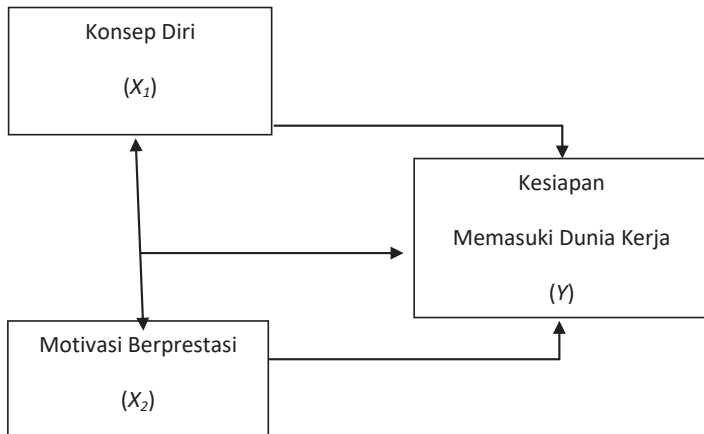 Konsep Diri
(X₁)
Kesiapan
Memasuki Dunia Kerja
(Y)
Motivasi Berprestasi
(X₂)